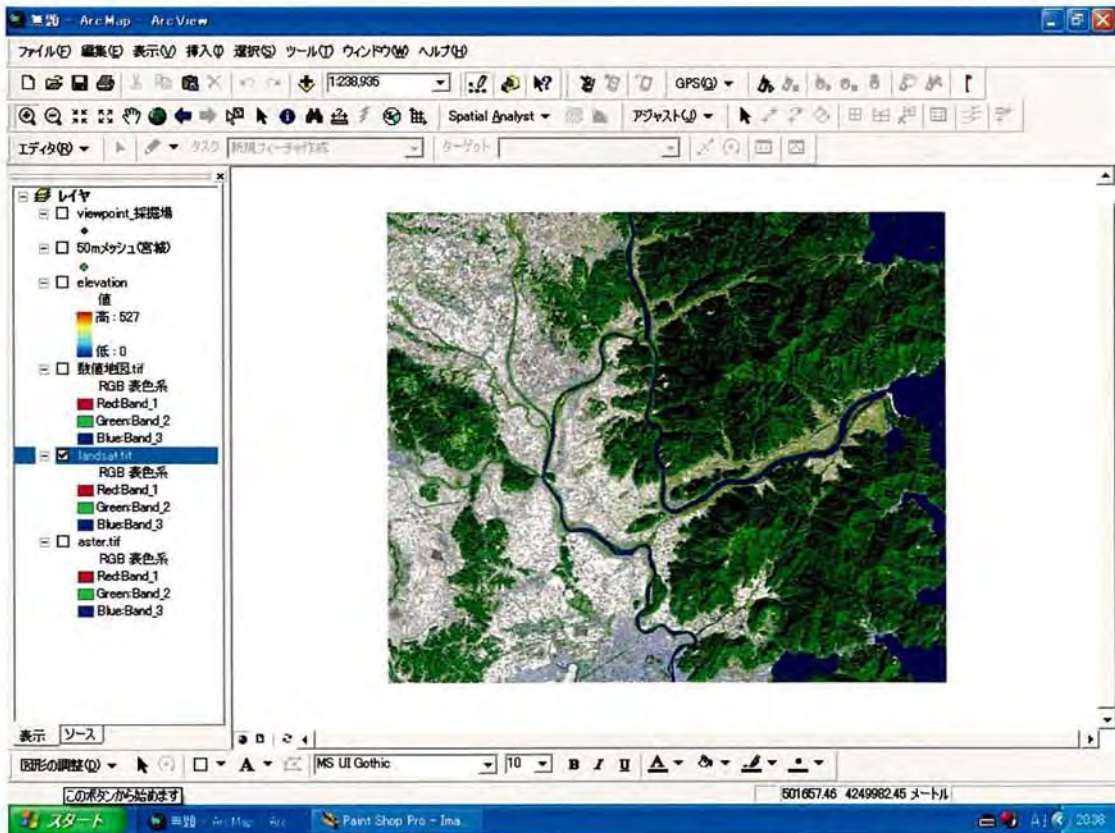 無題 - ArcMap - ArcView
ファイル(F) 編集(E) 表示(V) 挿入(I) 選択(S) ツール(T) ウィンドウ(W) ヘルプ(H)
1:238,935
GPS(G)
Spatial Analyst
アジャスト(J)
エディタ(R)
タスク
新規フィーチャ作成
ターゲット
レイヤ
viewpoint_採掘場
50mメッシュ(宮城)
elevation
値
高 : 527
低 : 0
数値地図.tif
RGB 表色系
Red:Band_1
Green:Band_2
Blue:Band_3
landsat.tif
RGB 表色系
Red:Band_1
Green:Band_2
Blue:Band_3
aster.tif
RGB 表色系
Red:Band_1
Green:Band_2
Blue:Band_3
表示 ソース
図形の調整(D)
A
MS UI Gothic
10
B I U A
このボタンから始めます
501657.46 4249982.45 メートル
スタート
無題 - ArcMap - Arc...
Paint Shop Pro - Ima...
A
20:38